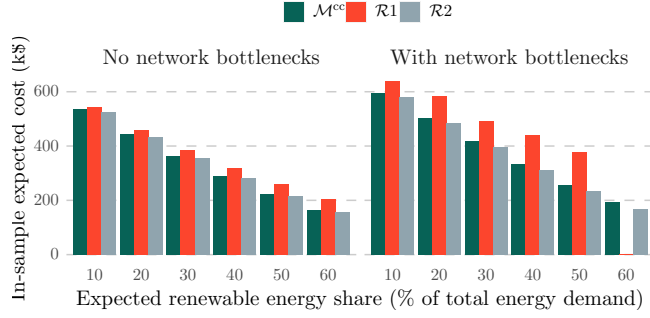 ℳᶜᶜ ℛ1 ℛ2
No network bottlenecks With network bottlenecks
In-sample expected cost (k$)
600
400
200
0
10 20 30 40 50 60 10 20 30 40 50 60
Expected renewable energy share (% of total energy demand)